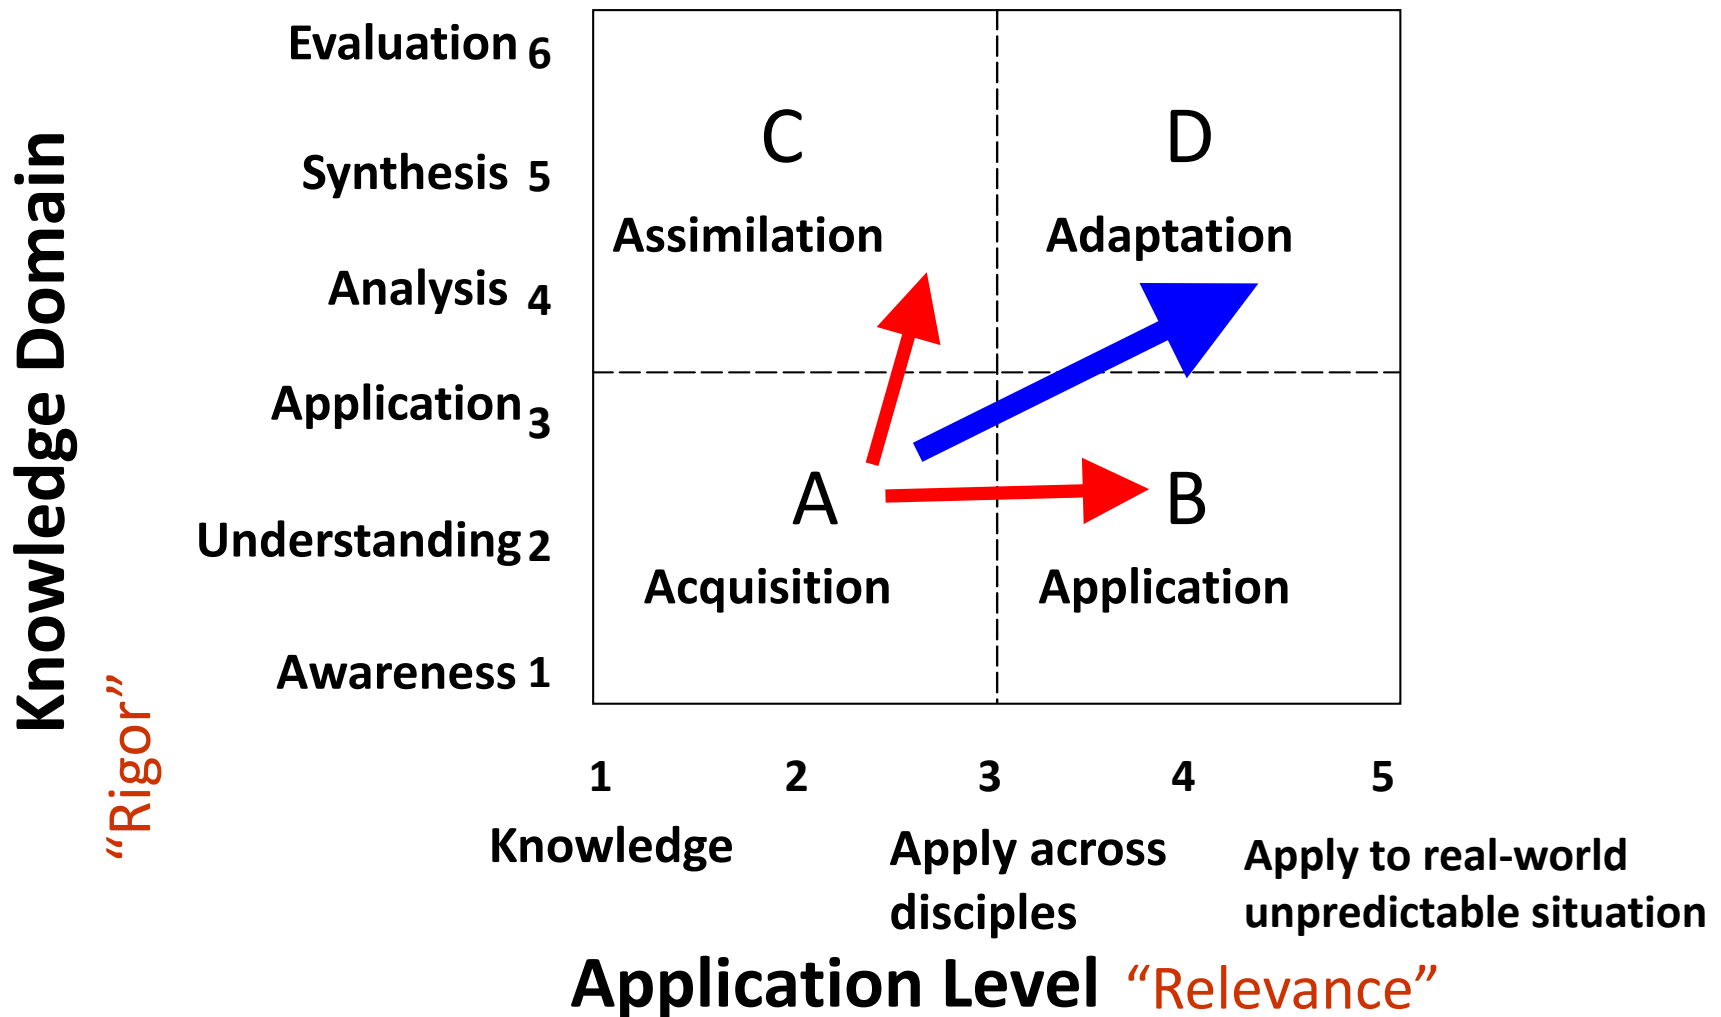 Knowledge Domain
“Rigor”
Evaluation 6
Synthesis 5
Analysis 4
Application 3
Understanding 2
Awareness 1
C
Assimilation
D
Adaptation
A
Acquisition
B
Application
1 2 3 4 5
Knowledge
Apply across
disciples
Apply to real-world
unpredictable situation
Application Level “Relevance”